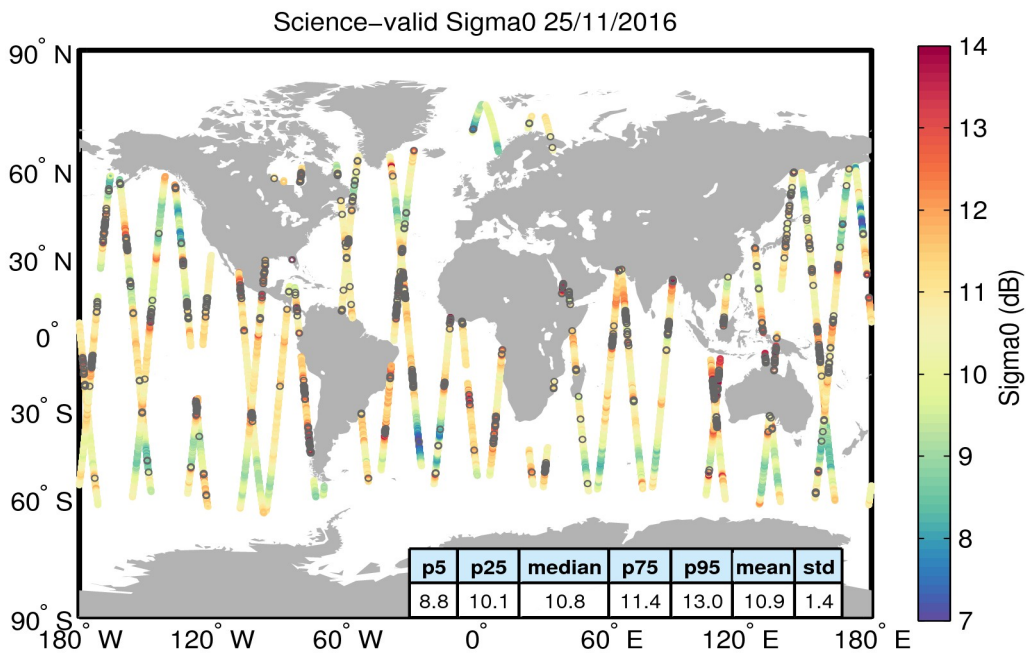 Science−valid Sigma0 25/11/2016
90° N
60° N
30° N
0°
30° S
60° S
90° S
180° W
120° W
60° W
0°
60° E
120° E
180° E
p5 p25 median p75 p95 mean std
8.8 10.1 10.8 11.4 13.0 10.9 1.4
14
13
12
11
10
9
8
7
Sigma0 (dB)